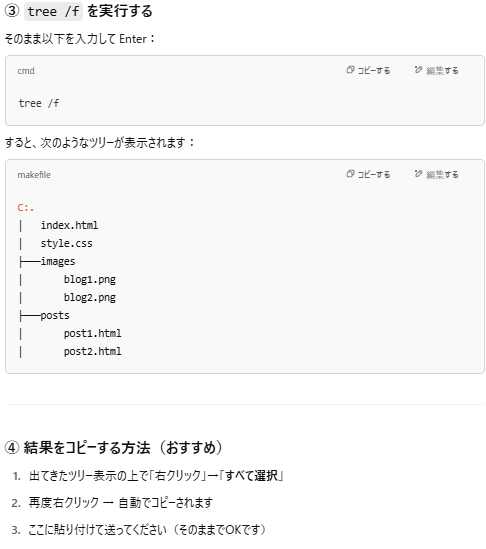 ③ tree /f を実行する
そのまま以下を入力して Enter：
cmd コピーする 編集する
tree /f
すると、次のようなツリーが表示されます：
makefile コピーする 編集する
C:.
│   index.html
│   style.css
├──images
│       blog1.png
│       blog2.png
├──posts
│       post1.html
│       post2.html
④ 結果をコピーする方法（おすすめ）
1. 出てきたツリー表示の上で「右クリック」→「すべて選択」
2. 再度右クリック → 自動でコピーされます
3. ここに貼り付けて送ってください（そのままでOKです）